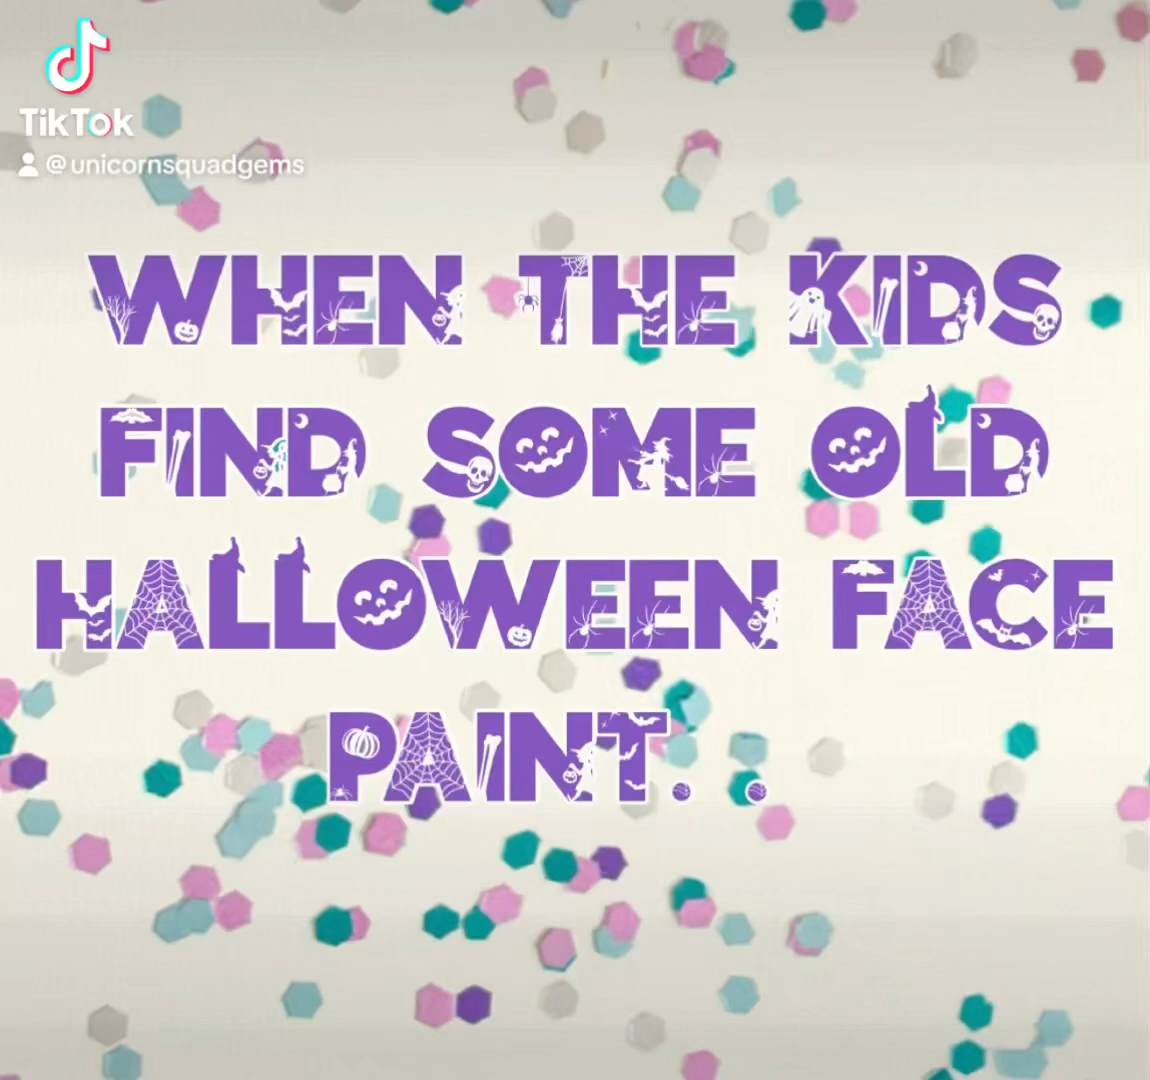 TikTok
@unicornsquadgems
WHEN THE KIDS
FIND SOME OLD
HALLOWEEN FACE
PAINT. .